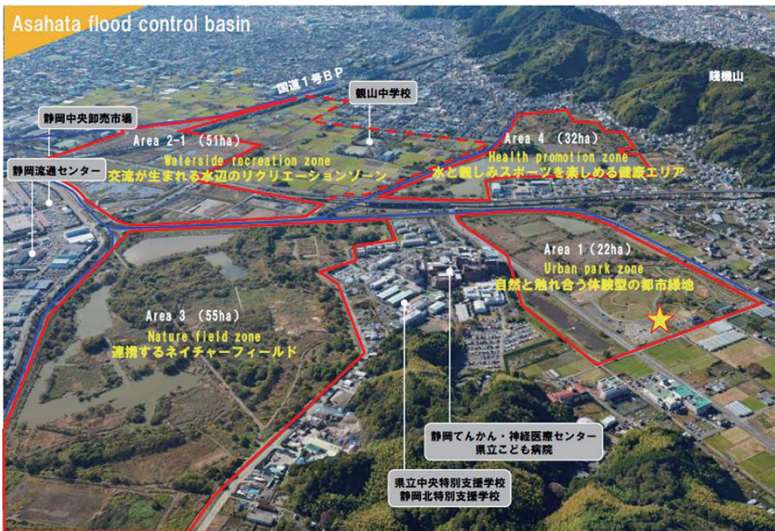 Asahata flood control basin
賤機山
国道1号BP
観山中学校
静岡中央卸売市場
静岡流通センター
Area 2-1 (51ha)
Waterside recreation zone
交流が生まれる水辺のリクリエーションゾーン
Area 4 (32ha)
Health promotion zone
水と親しみスポーツを楽しめる健康エリア
Area 1 (22ha)
Urban park zone
自然と触れ合う体験型の都市緑地
Area 3 (55ha)
Nature field zone
連携するネイチャーフィールド
静岡てんかん・神経医療センター
県立こども病院
県立中央特別支援学校
静岡北特別支援学校